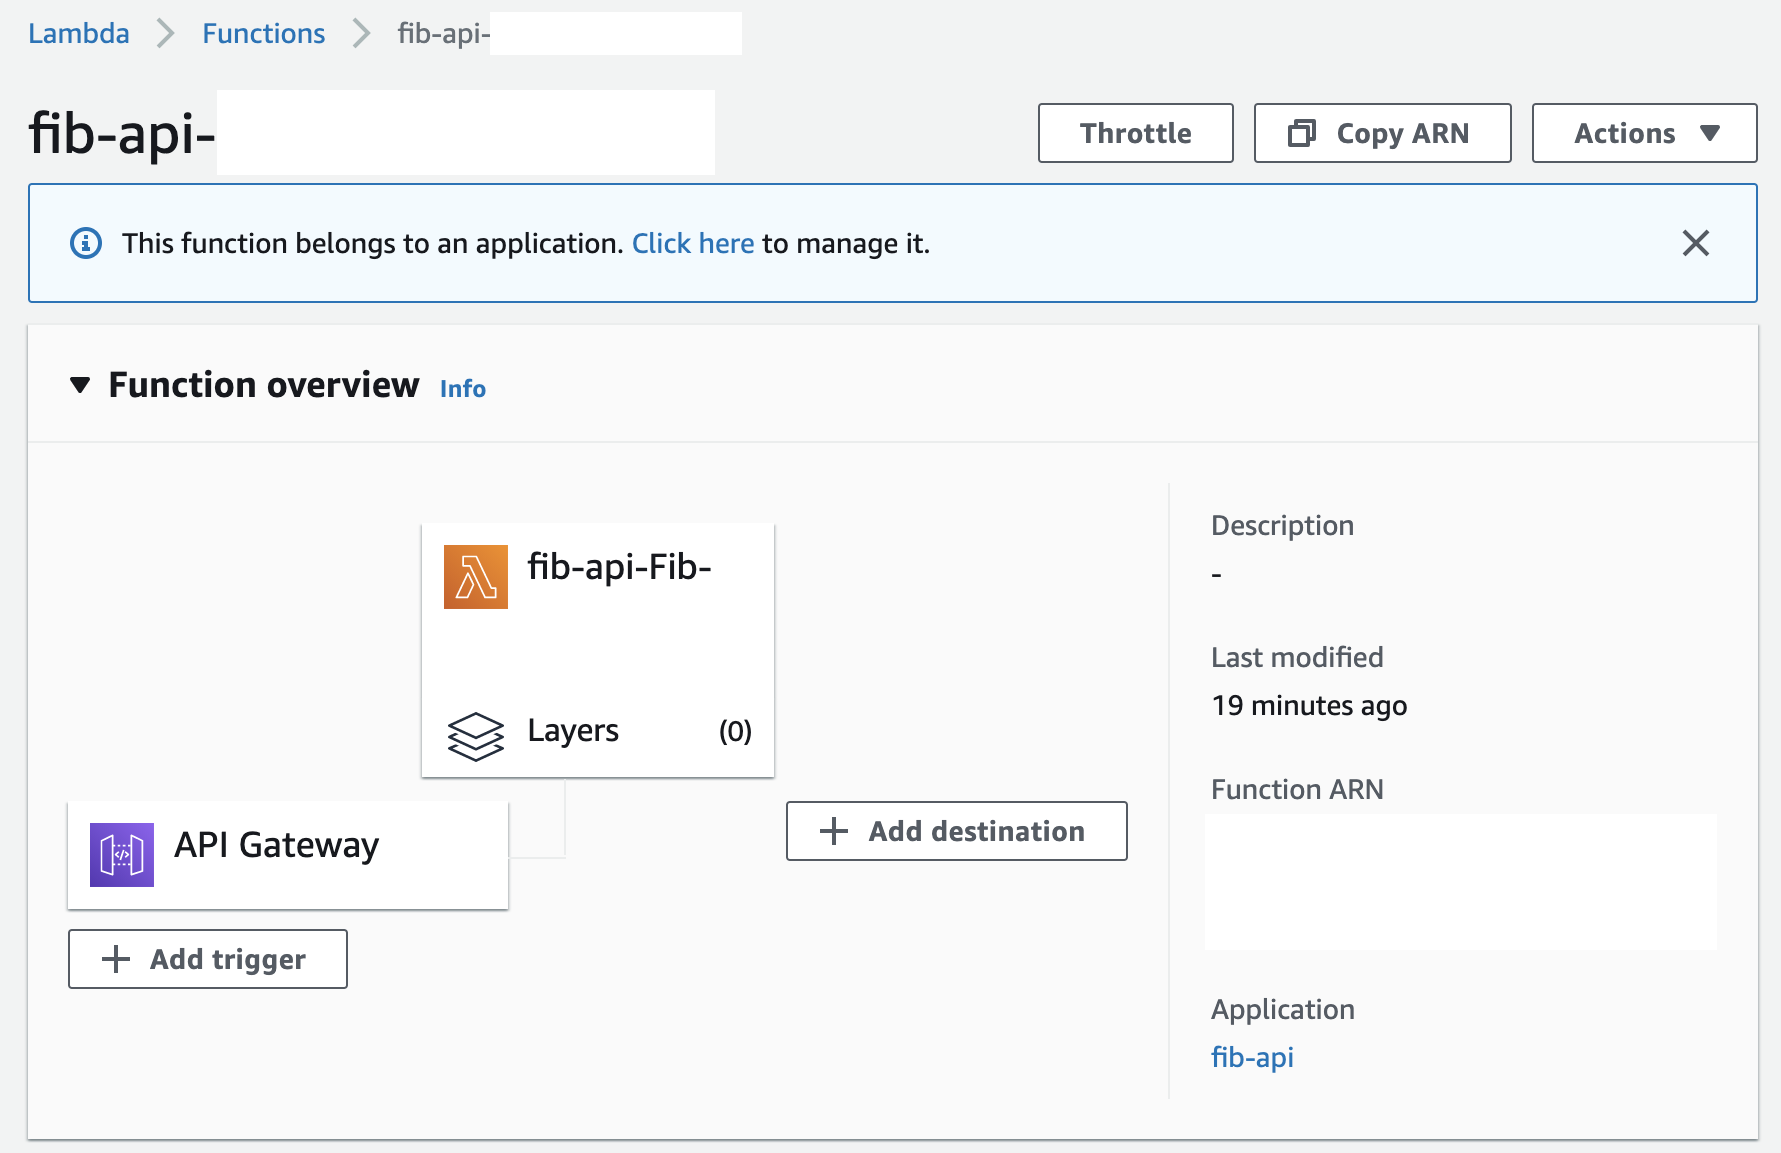 Lambda > Functions > fib-api-
fib-api-
Throttle
Copy ARN
Actions
This function belongs to an application. Click here to manage it.
Function overview Info
fib-api-Fib-
Layers (0)
API Gateway
Add trigger
Add destination
Description
-
Last modified
19 minutes ago
Function ARN
Application
fib-api